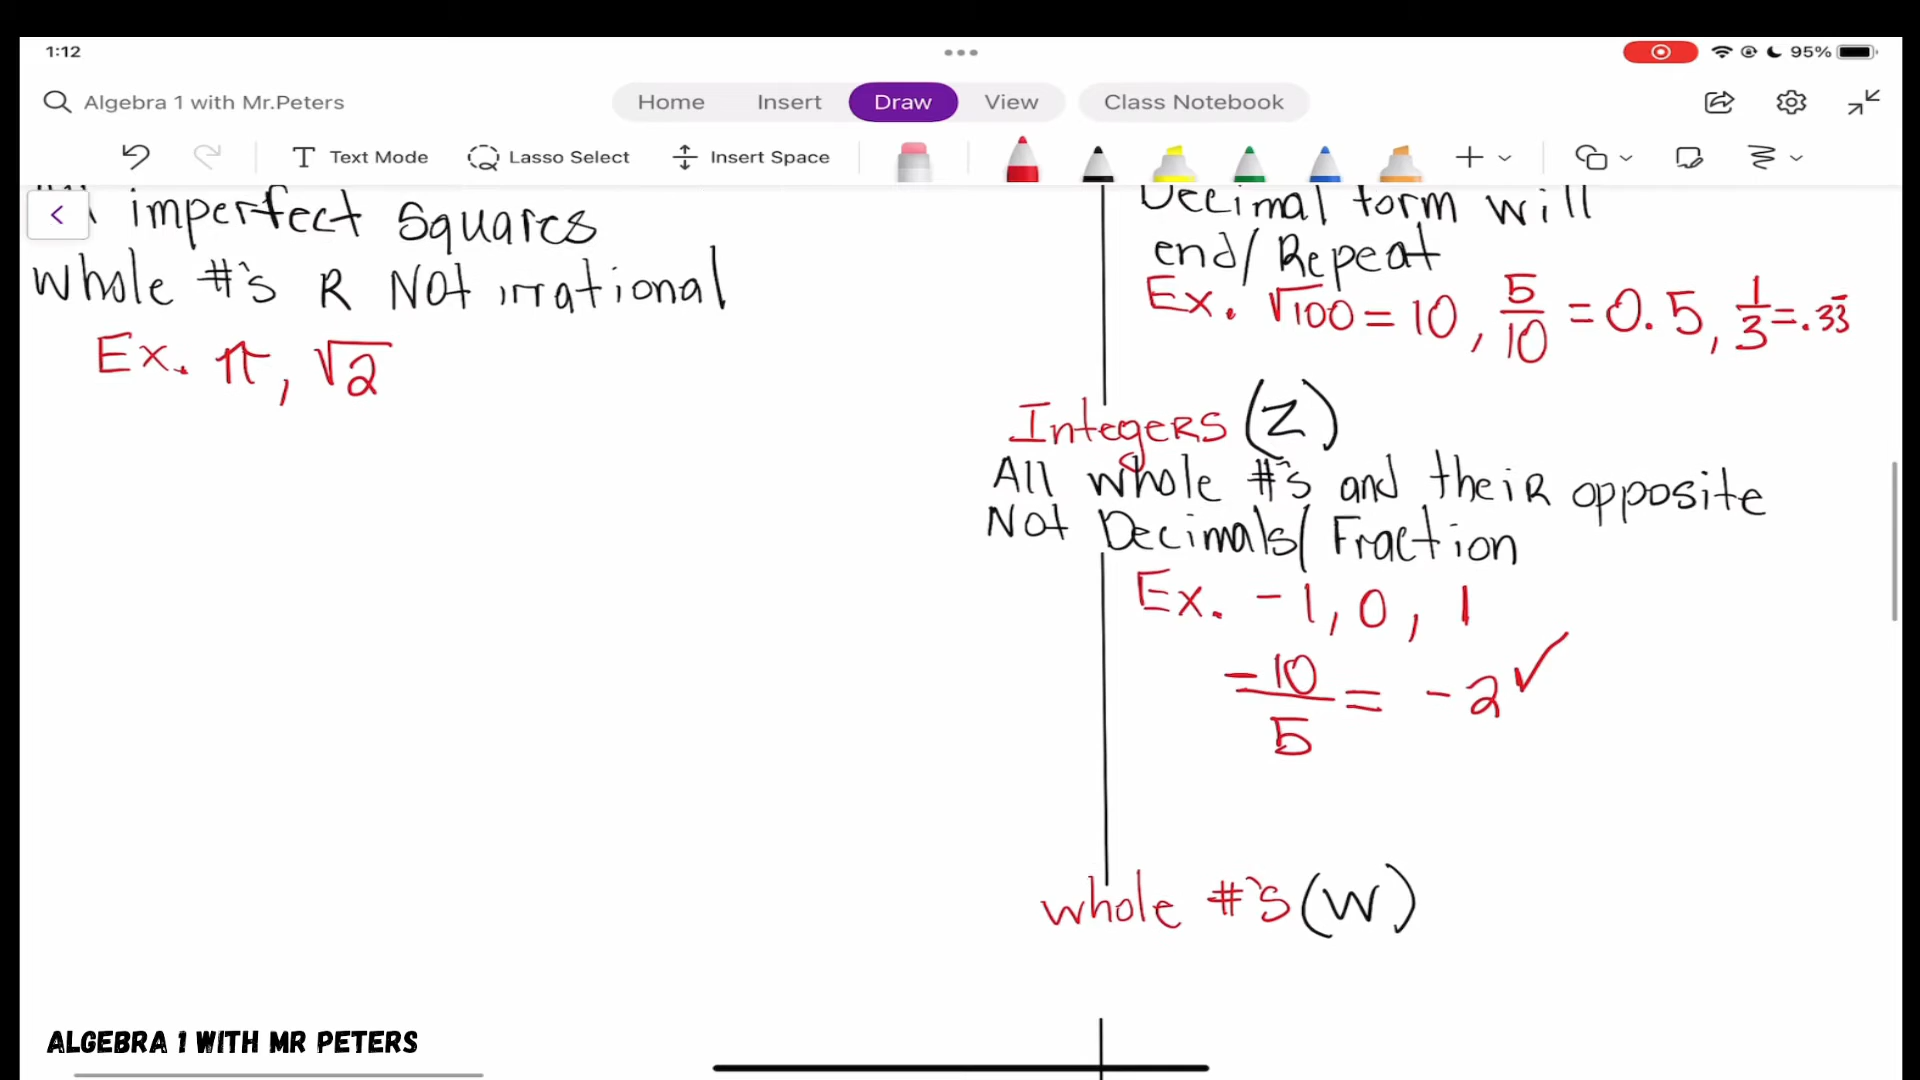 1:12
95%
Algebra 1 with Mr.Peters
Home Insert Draw View Class Notebook
Text Mode Lasso Select Insert Space
imperfect Squares
Whole #'s R Not irrational
Ex. π, √2
Decimal form will
end/Repeat
Ex. √100 = 10, 5/10 = 0.5, 1/3 = .33̅
Integers (Z)
All whole #'s and their opposite
Not Decimals/Fraction
Ex. -1, 0, 1
-10/5 = -2 ✓
whole #'s (W)
ALGEBRA 1 WITH MR PETERS